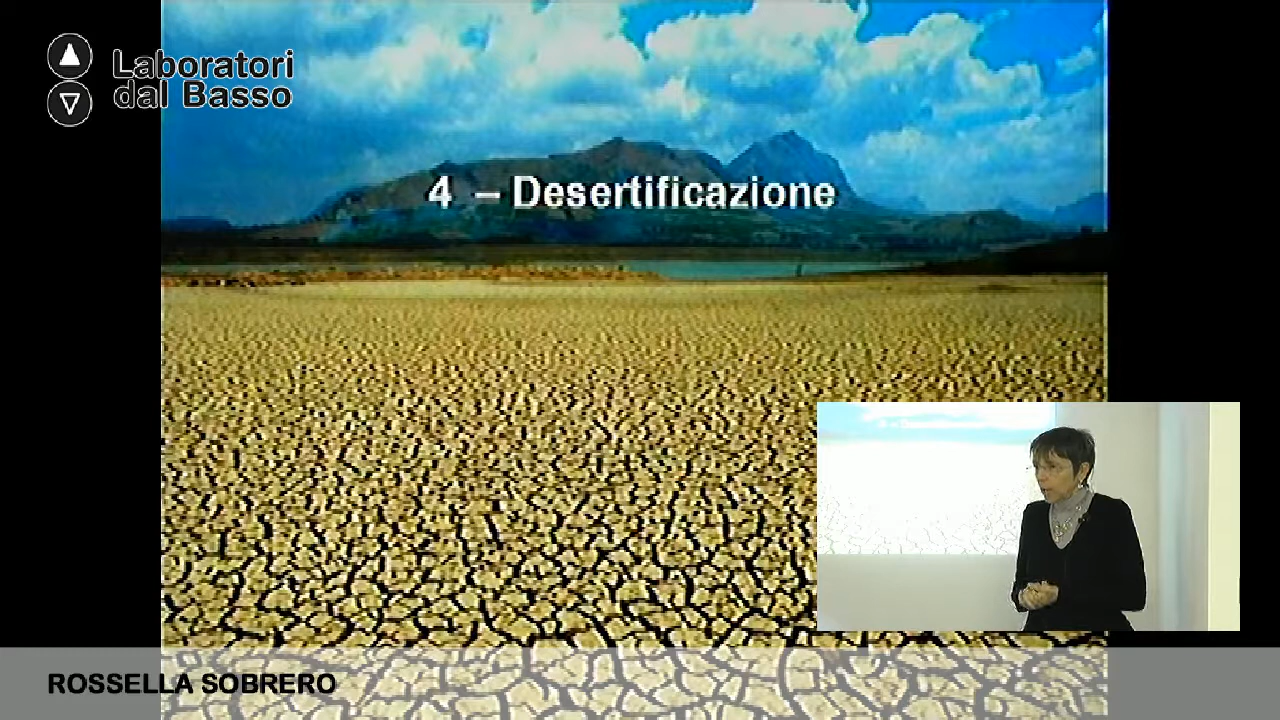 Laboratori
dal Basso
4 – Desertificazione
ROSSELLA SOBRERO